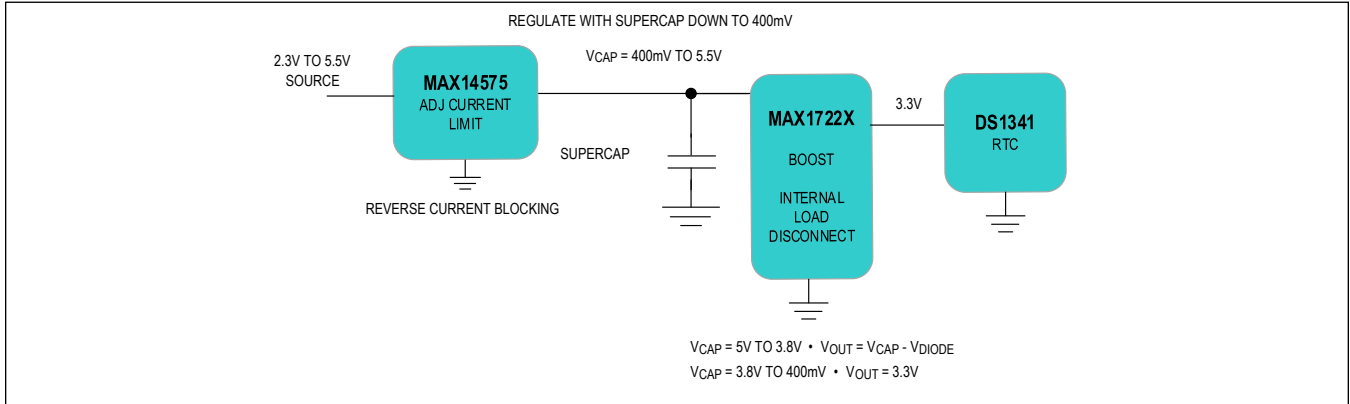 REGULATE WITH SUPERCAP DOWN TO 400mV
2.3V TO 5.5V
SOURCE
MAX14575
ADJ CURRENT
LIMIT
REVERSE CURRENT BLOCKING
VCAP = 400mV TO 5.5V
SUPERCAP
MAX1722X
BOOST
INTERNAL
LOAD
DISCONNECT
3.3V
DS1341
RTC
VCAP = 5V TO 3.8V • VOUT = VCAP - VDIODE
VCAP = 3.8V TO 400mV • VOUT = 3.3V